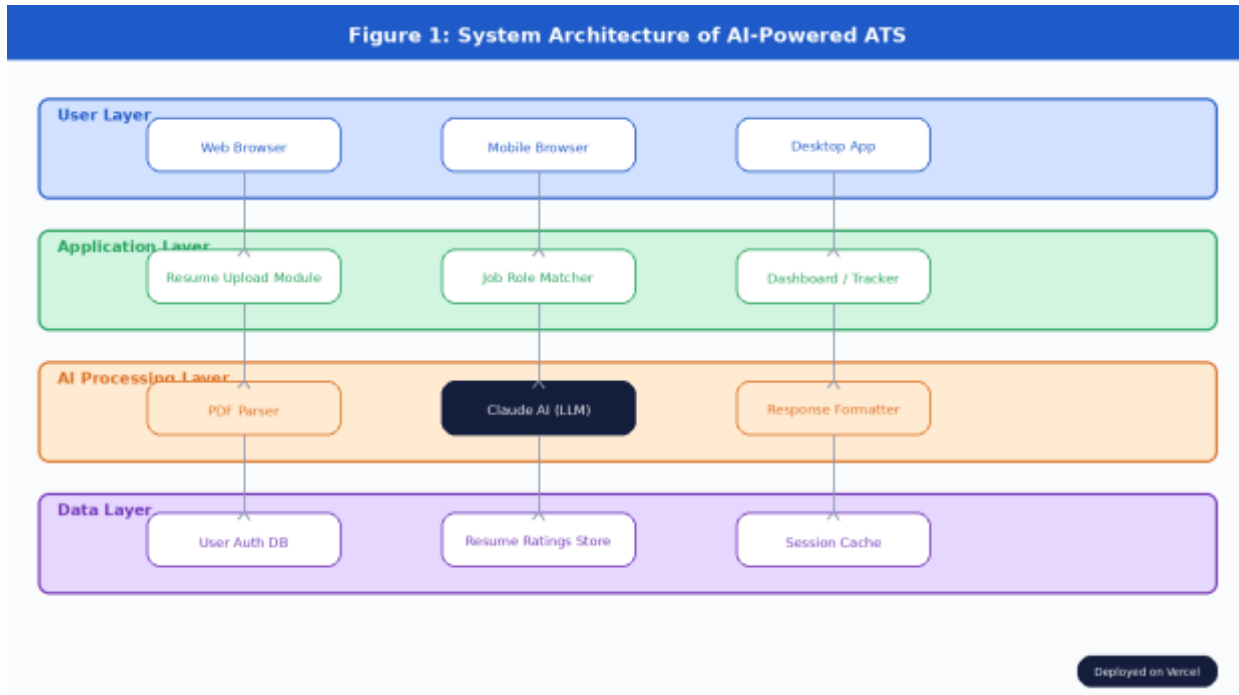 Figure 1: System Architecture of AI-Powered ATS
User Layer
Web Browser
Mobile Browser
Desktop App
Application Layer
Resume Upload Module
Job Role Matcher
Dashboard / Tracker
AI Processing Layer
PDF Parser
Claude AI (LLM)
Response Formatter
Data Layer
User Auth DB
Resume Ratings Store
Session Cache
Deployed on Vercel